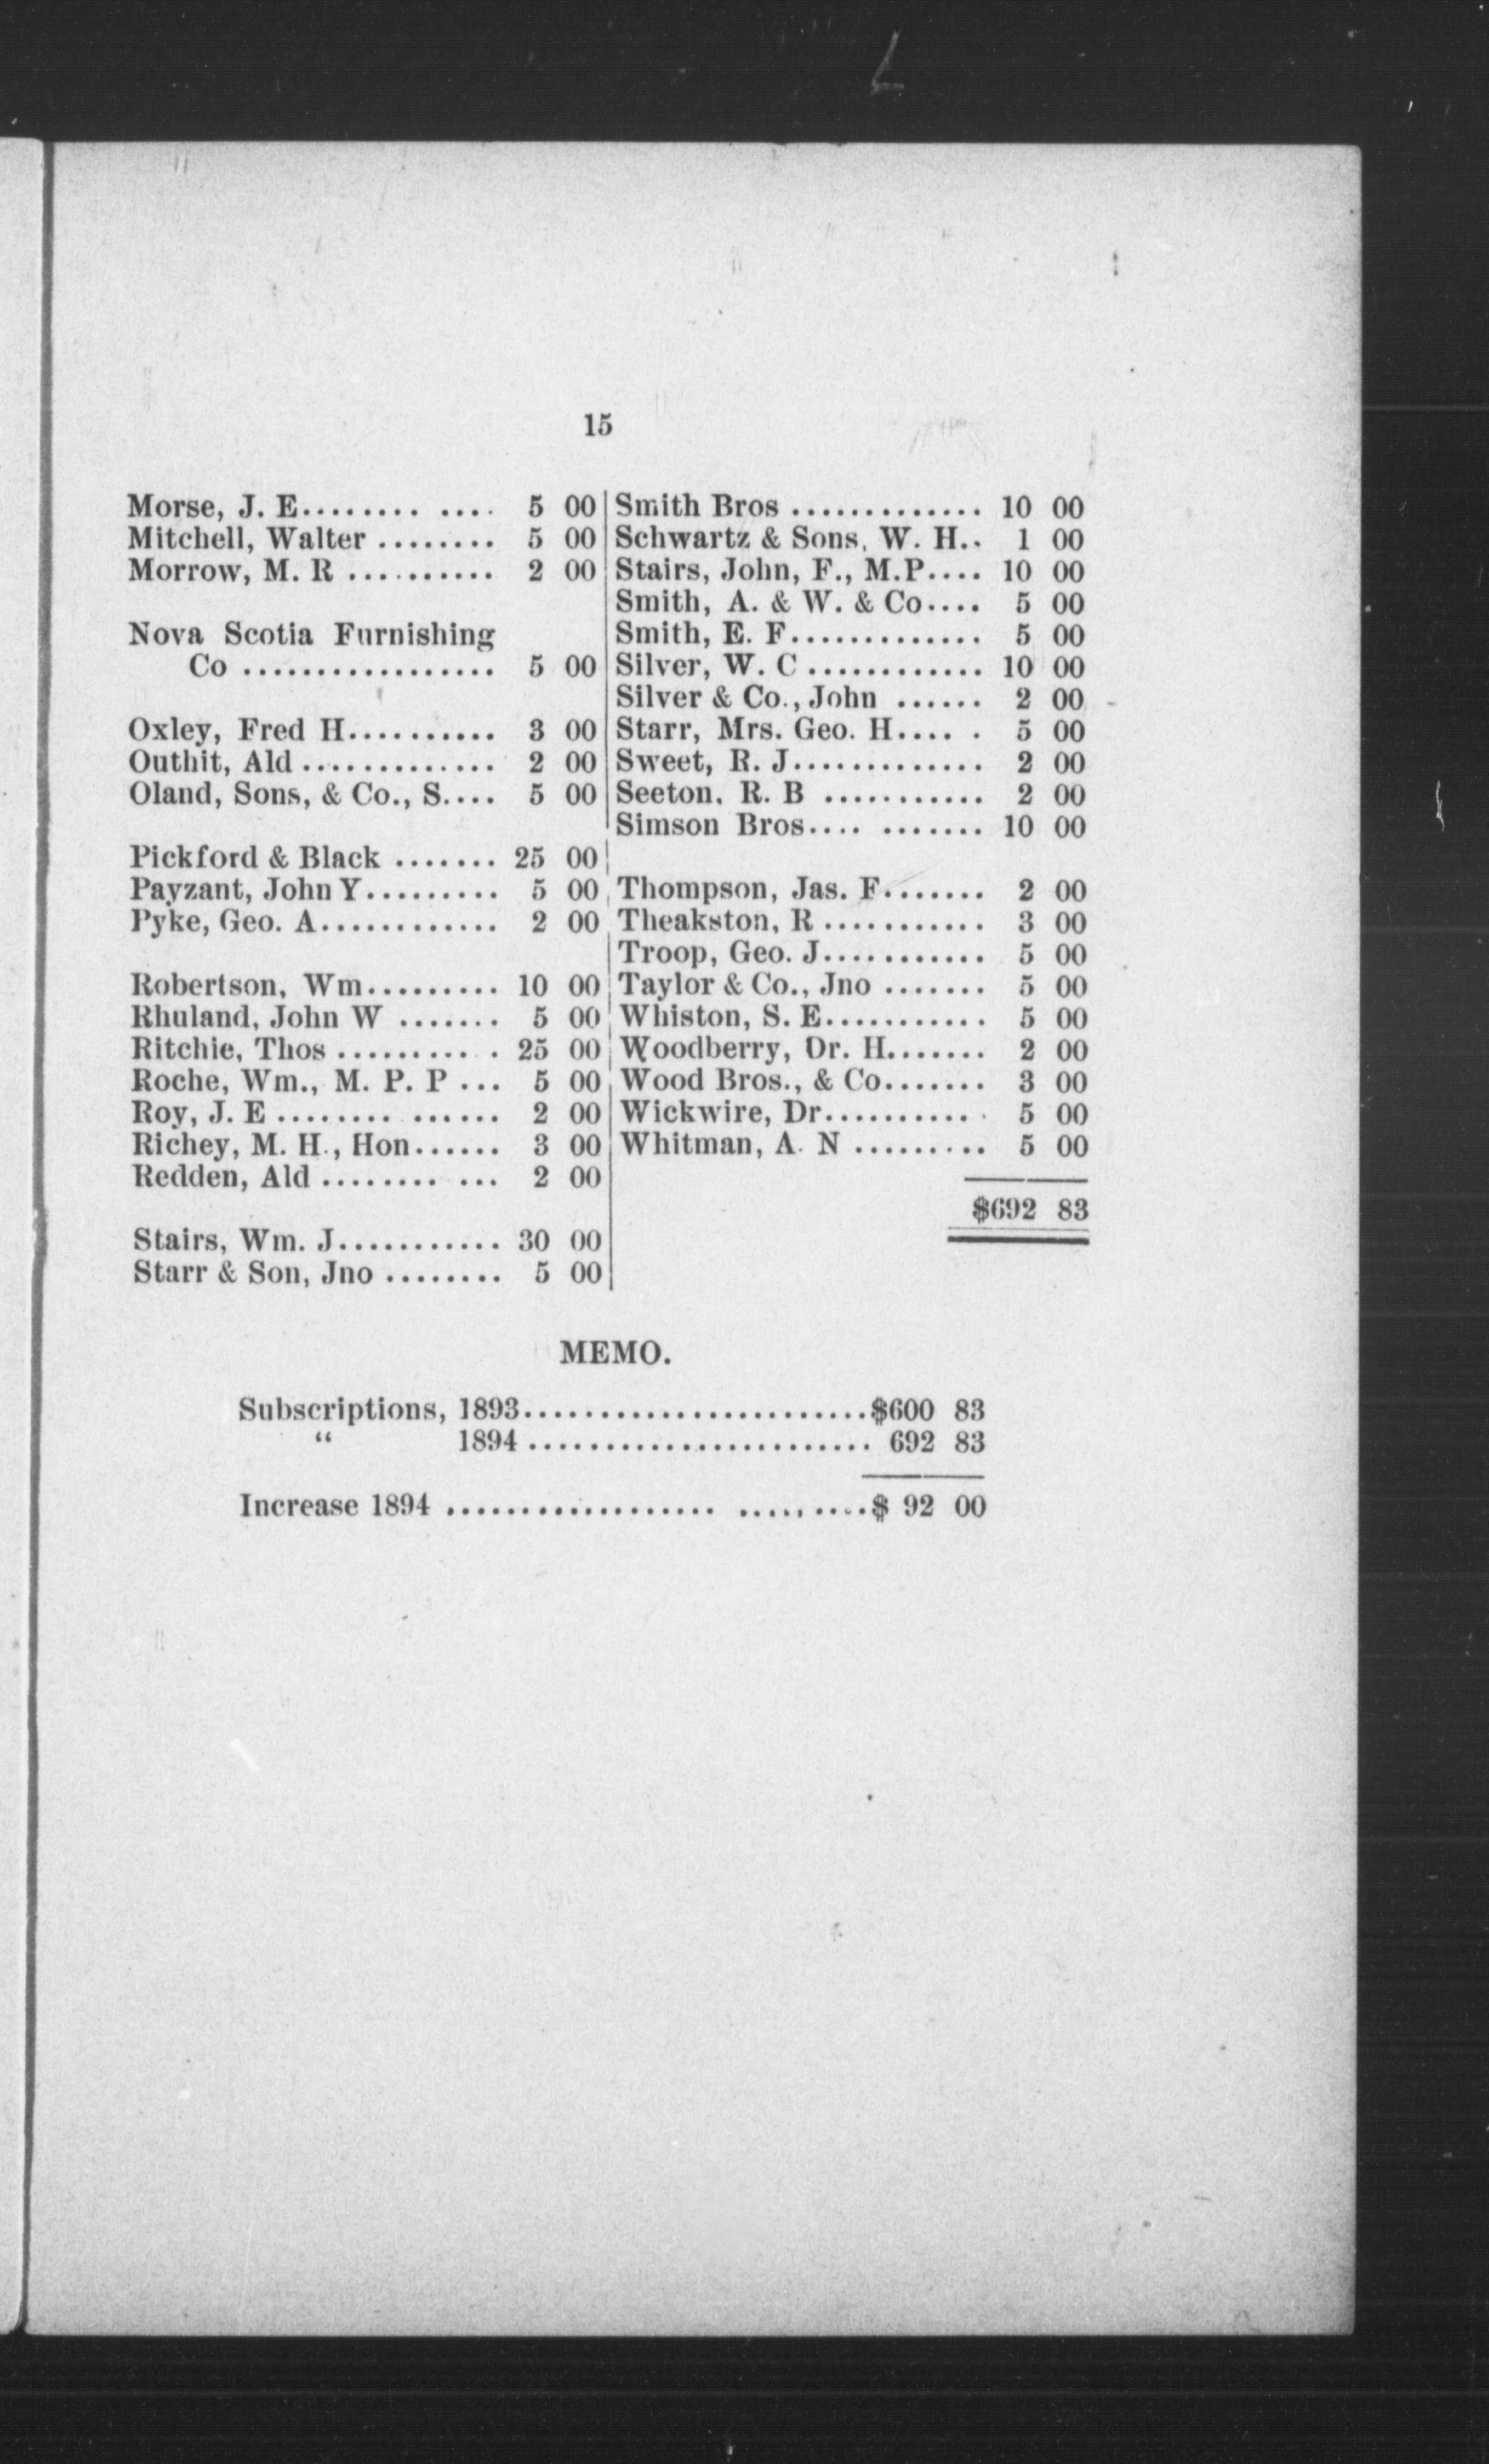 15
Morse, J. E........ .... 5 00
Mitchell, Walter ........ 5 00
Morrow, M. R .......... 2 00
Nova Scotia Furnishing
Co ................. 5 00
Oxley, Fred H.......... 3 00
Outhit, Ald ............. 2 00
Oland, Sons, & Co., S.... 5 00
Pickford & Black ....... 25 00
Payzant, John Y......... 5 00
Pyke, Geo. A............ 2 00
Robertson, Wm......... 10 00
Rhuland, John W ....... 5 00
Ritchie, Thos .......... . 25 00
Roche, Wm., M. P. P ... 5 00
Roy, J. E ........ ...... 2 00
Richey, M. H., Hon...... 3 00
Redden, Ald ........ ... 2 00
Stairs, Wm. J........... 30 00
Starr & Son, Jno ........ 5 00
Smith Bros ............. 10 00
Schwartz & Sons, W. H.. 1 00
Stairs, John, F., M.P.... 10 00
Smith, A. & W. & Co.... 5 00
Smith, E. F............. 5 00
Silver, W. C ............ 10 00
Silver & Co., John ...... 2 00
Starr, Mrs. Geo. H.... . 5 00
Sweet, R. J............. 2 00
Seeton, R. B ........... 2 00
Simson Bros.... ....... 10 00
Thompson, Jas. F....... 2 00
Theakston, R ........... 3 00
Troop, Geo. J........... 5 00
Taylor & Co., Jno ....... 5 00
Whiston, S. E........... 5 00
Woodberry, Dr. H....... 2 00
Wood Bros., & Co....... 3 00
Wickwire, Dr.......... . 5 00
Whitman, A. N ......... 5 00
$692 83
MEMO.
Subscriptions, 1893.......................$600 83
“ 1894 ....................... 692 83
Increase 1894 .................. ..... ....$ 92 00